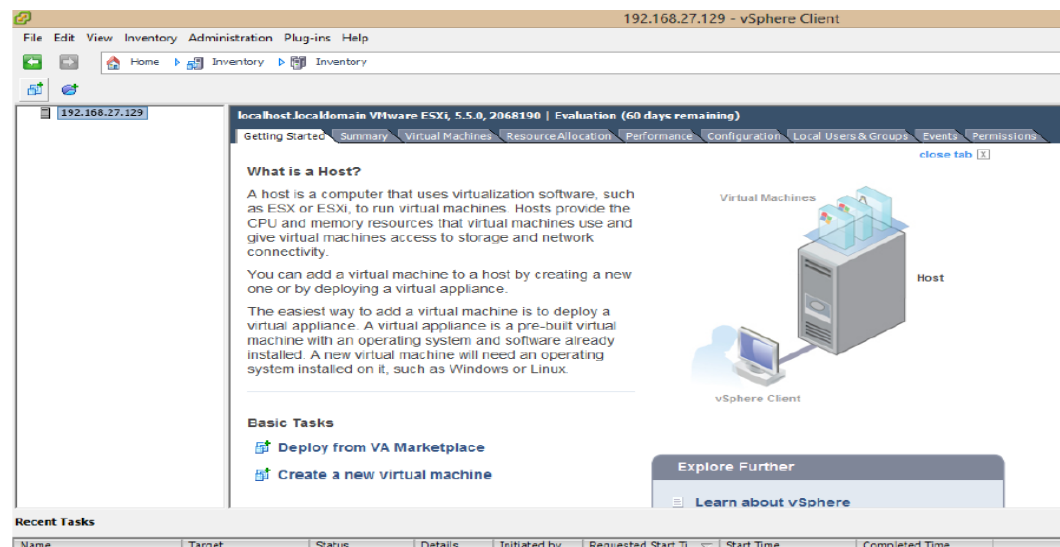 192.168.27.129 - vSphere Client
File Edit View Inventory Administration Plug-ins Help
Home Inventory Inventory
192.168.27.129
localhost.localdomain VMware ESXi, 5.5.0, 2068190 | Evaluation (60 days remaining)
Getting Started Summary Virtual Machines Resource Allocation Performance Configuration Local Users & Groups Events Permissions
close tab X
What is a Host?
A host is a computer that uses virtualization software, such
as ESX or ESXi, to run virtual machines. Hosts provide the
CPU and memory resources that virtual machines use and
give virtual machines access to storage and network
connectivity.
You can add a virtual machine to a host by creating a new
one or by deploying a virtual appliance.
The easiest way to add a virtual machine is to deploy a
virtual appliance. A virtual appliance is a pre-built virtual
machine with an operating system and software already
installed. A new virtual machine will need an operating
system installed on it, such as Windows or Linux.
Virtual Machines
Host
vSphere Client
Basic Tasks
Deploy from VA Marketplace
Create a new virtual machine
Explore Further
Learn about vSphere
Recent Tasks
Name Target Status Details Initiated by Requested Start Ti... Start Time Completed Time